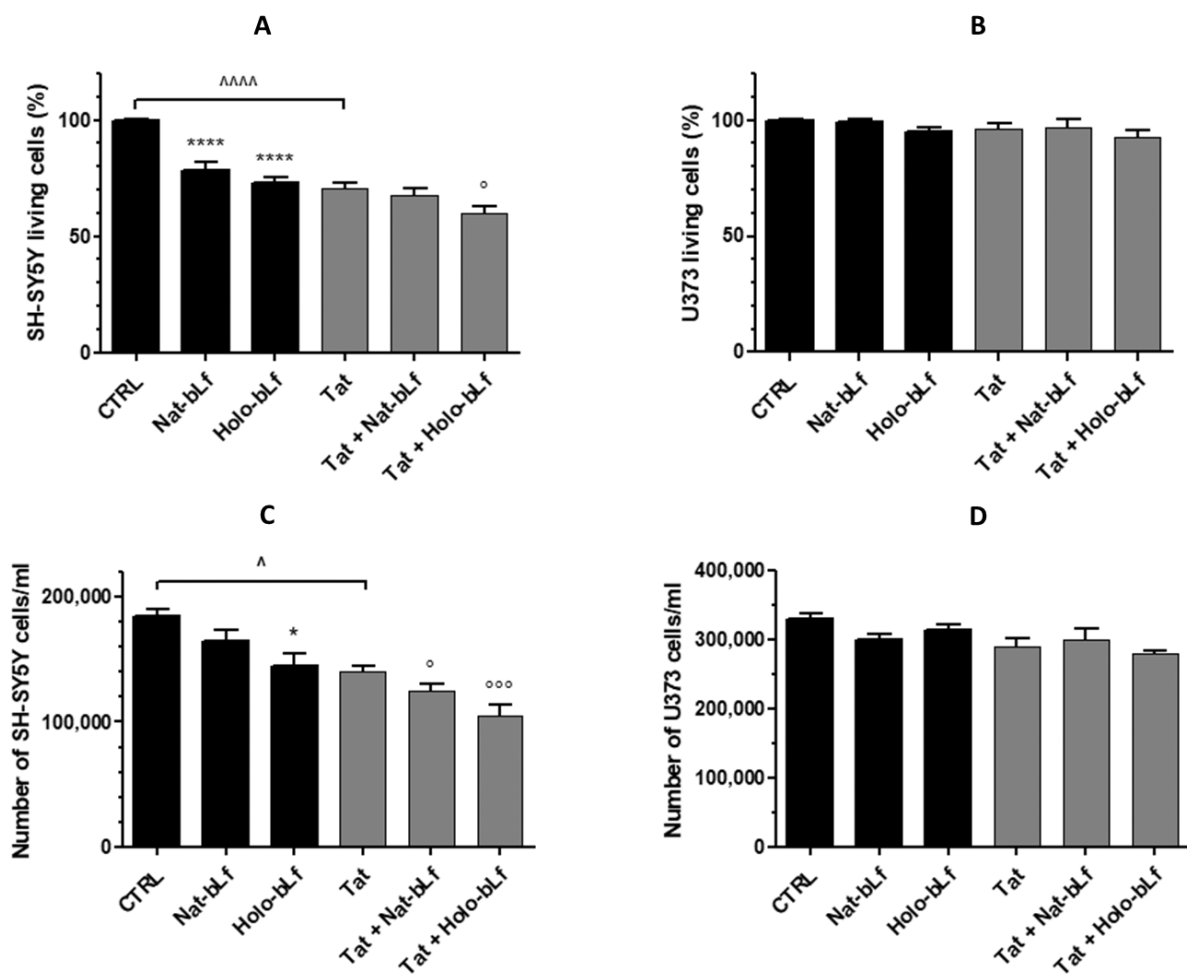 A
SH-SY5Y living cells (%)
100
50
0
^^^^
****
****
°
CTRL
Nat-bLf
Holo-bLf
Tat
Tat + Nat-bLf
Tat + Holo-bLf
B
U373 living cells (%)
100
50
0
CTRL
Nat-bLf
Holo-bLf
Tat
Tat + Nat-bLf
Tat + Holo-bLf
C
Number of SH-SY5Y cells/ml
200,000
100,000
0
^
*
°
°°°
CTRL
Nat-bLf
Holo-bLf
Tat
Tat + Nat-bLf
Tat + Holo-bLf
D
Number of U373 cells/ml
400,000
300,000
200,000
100,000
0
CTRL
Nat-bLf
Holo-bLf
Tat
Tat + Nat-bLf
Tat + Holo-bLf